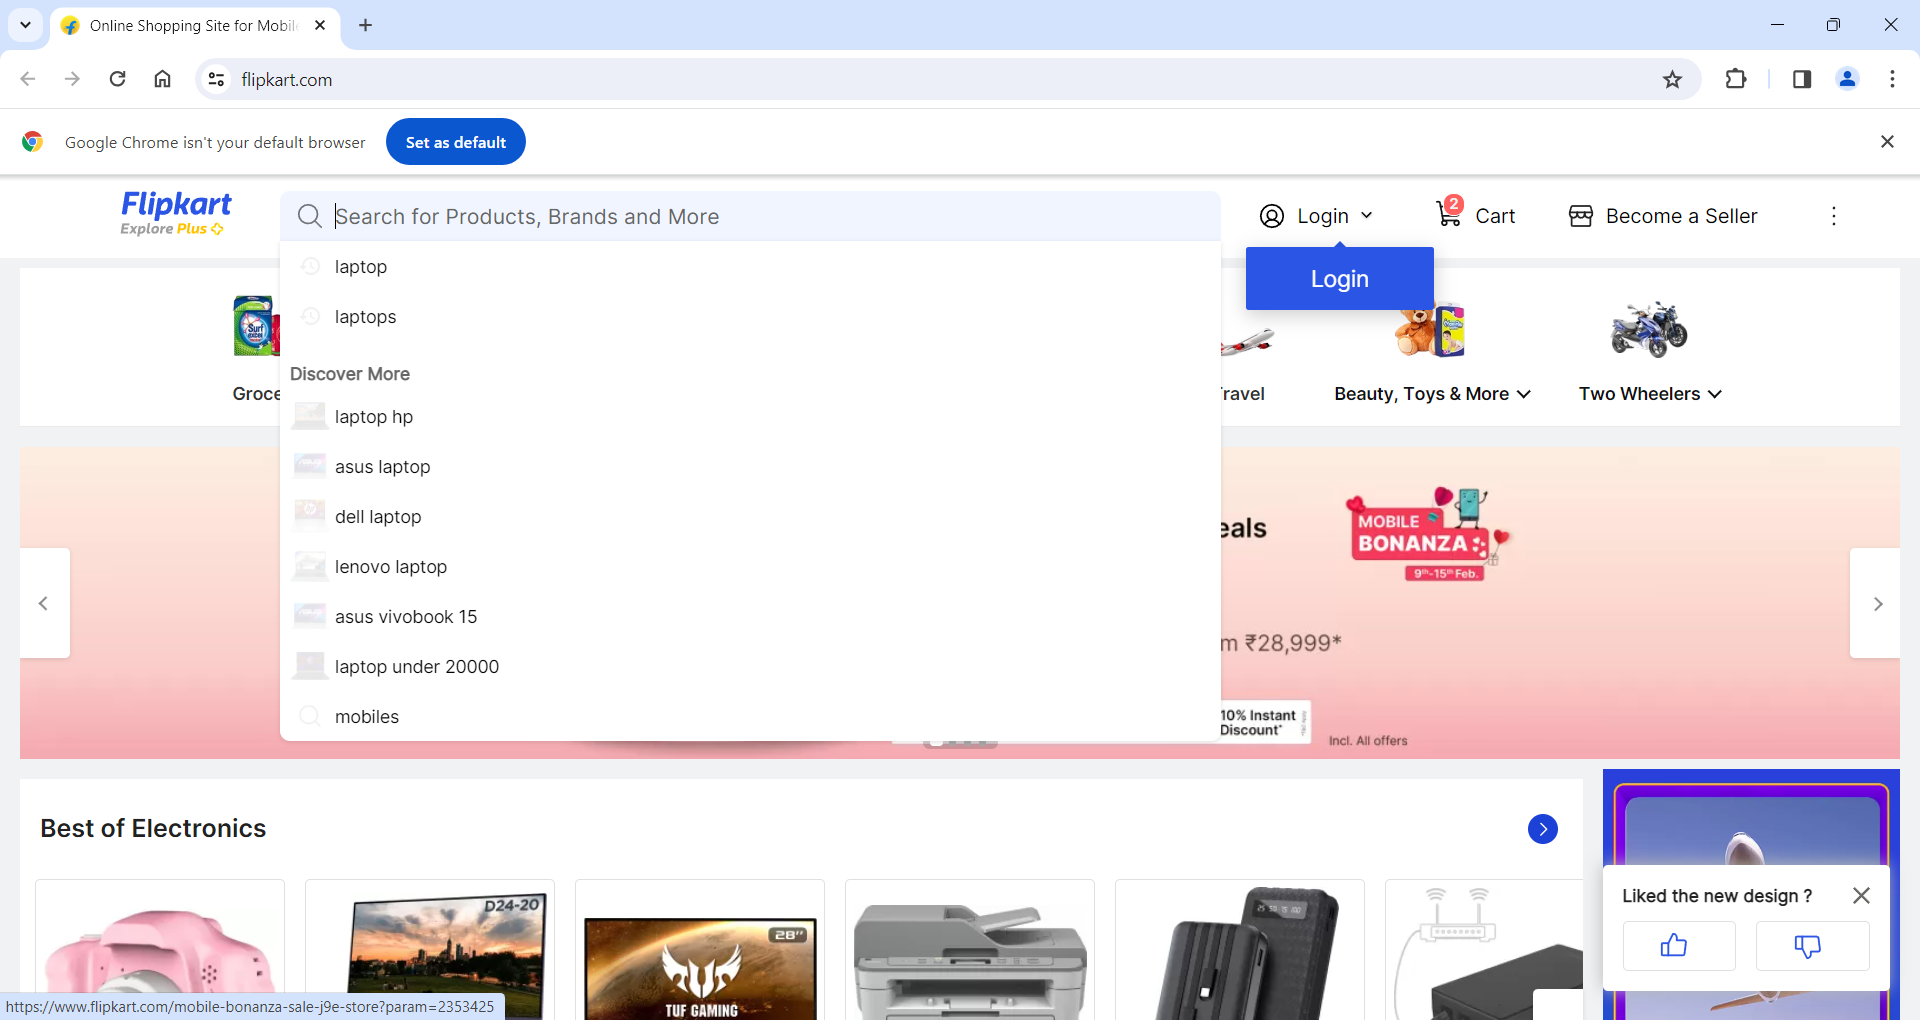 Online Shopping Site for Mobil
flipkart.com
Google Chrome isn't your default browser
Set as default
Flipkart
Explore Plus
Search for Products, Brands and More
Login
2
Cart
Become a Seller
laptop
Login
laptops
Surf
excel
Groce
ravel
Beauty, Toys & More
Two Wheelers
Discover More
laptop hp
asus laptop
dell laptop
lenovo laptop
asus vivobook 15
laptop under 20000
mobiles
eals
MOBILE
BONANZA
9th-15th Feb.
m ₹28,999*
10% Instant
Discount*
Incl. All offers
Best of Electronics
D24-20
28"
TUF GAMING
Liked the new design ?
https://www.flipkart.com/mobile-bonanza-sale-j9e-store?param=2353425